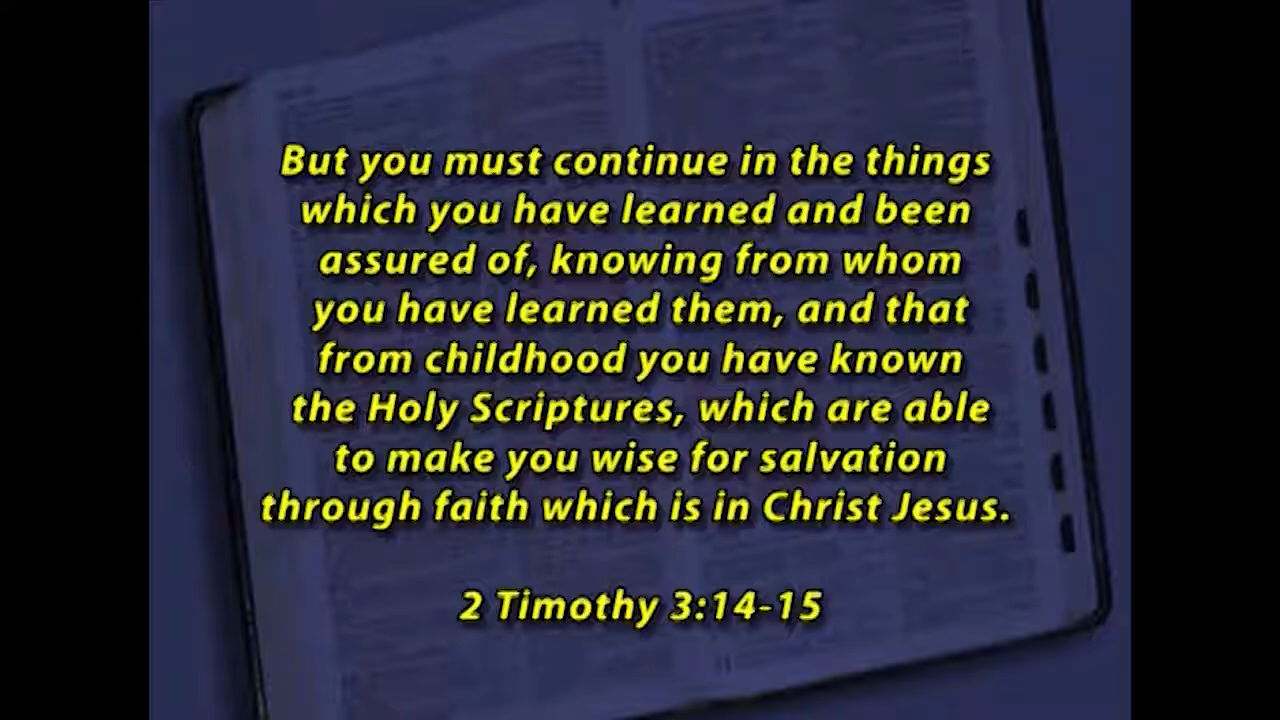 But you must continue in the things
which you have learned and been
assured of, knowing from whom
you have learned them, and that
from childhood you have known
the Holy Scriptures, which are able
to make you wise for salvation
through faith which is in Christ Jesus.
2 Timothy 3:14-15